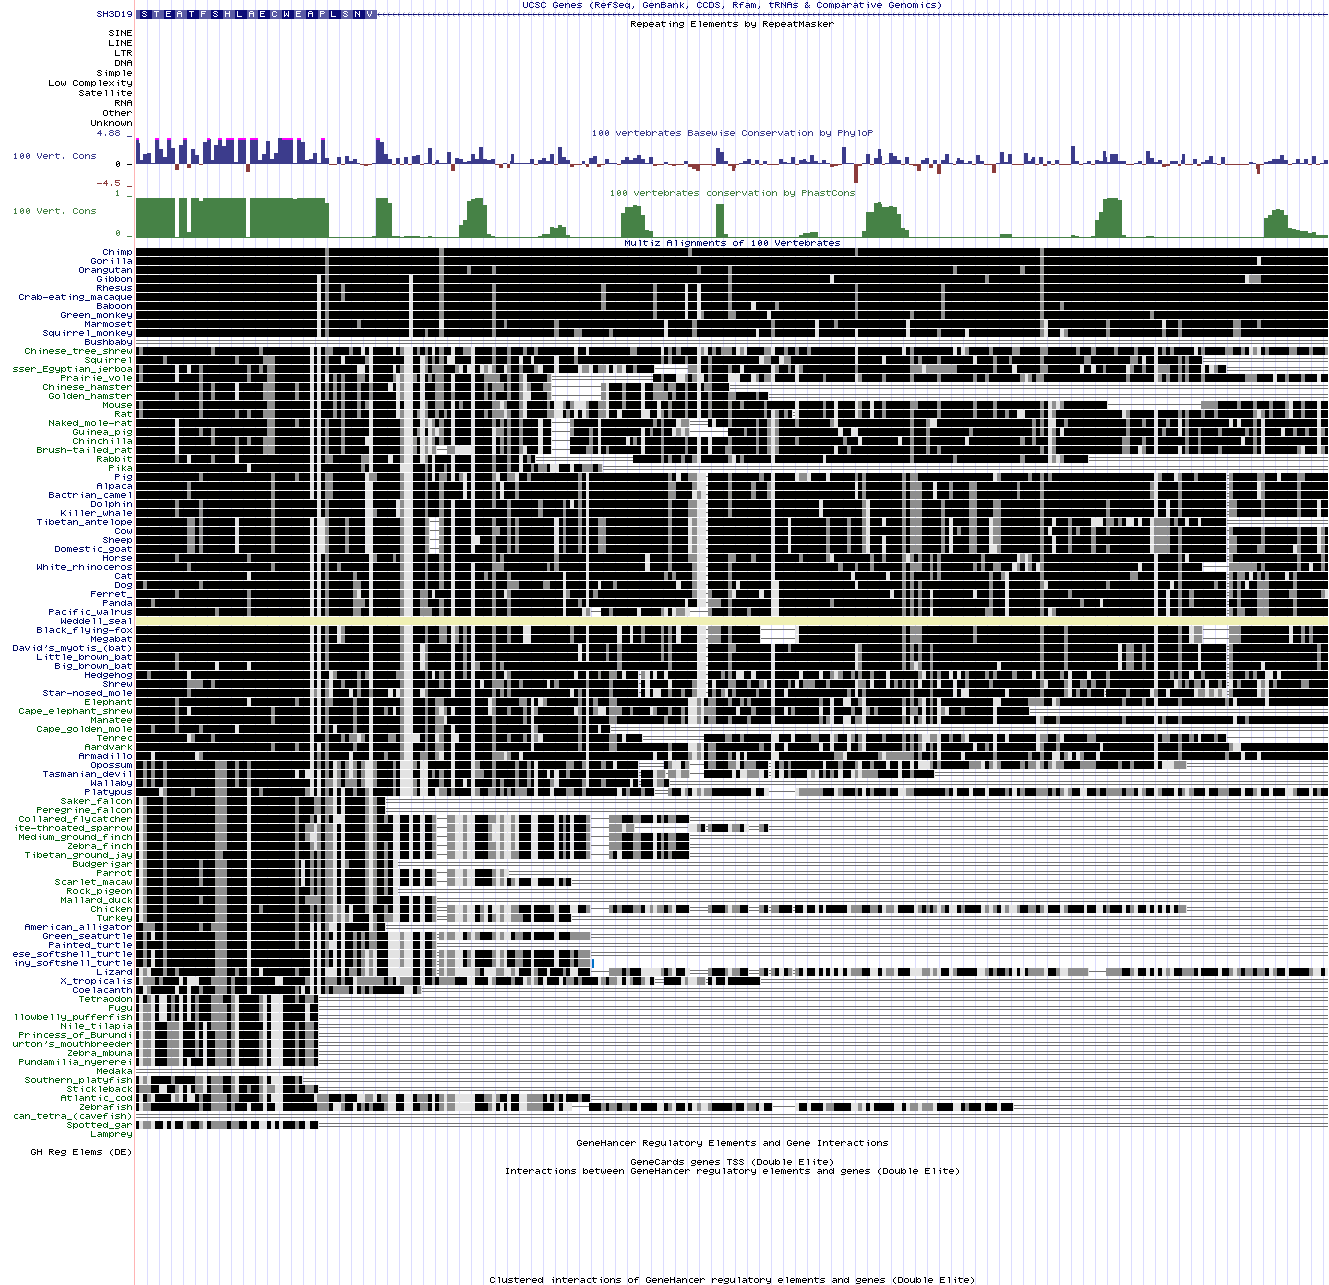 UCSC Genes (RefSeq, GenBank, CCDS, Rfam, tRNAs & Comparative Genomics)
SH3D19 S T E A T F S H L A E C W E A P L S N V
Repeating Elements by RepeatMasker
SINE
LINE
LTR
DNA
Simple
Low Complexity
Satellite
RNA
Other
Unknown
4.88 _
100 vertebrates Basewise Conservation by PhyloP
100 Vert. Cons
0 _
-4.5 _
1 _
100 vertebrates conservation by PhastCons
100 Vert. Cons
0 _
Multiz Alignments of 100 Vertebrates
Chimp
Gorilla
Orangutan
Gibbon
Rhesus
Crab-eating_macaque
Baboon
Green_monkey
Marmoset
Squirrel_monkey
Bushbaby
Chinese_tree_shrew
Squirrel
sser_Egyptian_jerboa
Prairie_vole
Chinese_hamster
Golden_hamster
Mouse
Rat
Naked_mole-rat
Guinea_pig
Chinchilla
Brush-tailed_rat
Rabbit
Pika
Pig
Alpaca
Bactrian_camel
Dolphin
Killer_whale
Tibetan_antelope
Cow
Sheep
Domestic_goat
Horse
White_rhinoceros
Cat
Dog
Ferret_
Panda
Pacific_walrus
Weddell_seal
Black_flying-fox
Megabat
David's_myotis_(bat)
Little_brown_bat
Big_brown_bat
Hedgehog
Shrew
Star-nosed_mole
Elephant
Cape_elephant_shrew
Manatee
Cape_golden_mole
Tenrec
Aardvark
Armadillo
Opossum
Tasmanian_devil
Wallaby
Platypus
Saker_falcon
Peregrine_falcon
Collared_flycatcher
ite-throated_sparrow
Medium_ground_finch
Zebra_finch
Tibetan_ground_jay
Budgerigar
Parrot
Scarlet_macaw
Rock_pigeon
Mallard_duck
Chicken
Turkey
American_alligator
Green_seaturtle
Painted_turtle
ese_softshell_turtle
iny_softshell_turtle
Lizard
X_tropicalis
Coelacanth
Tetraodon
Fugu
llowbelly_pufferfish
Nile_tilapia
Princess_of_Burundi
urton's_mouthbreeder
Zebra_mbuna
Pundamilia_nyererei
Medaka
Southern_platyfish
Stickleback
Atlantic_cod
Zebrafish
can_tetra_(cavefish)
Spotted_gar
Lamprey
GeneHancer Regulatory Elements and Gene Interactions
GH Reg Elems (DE)
GeneCards genes TSS (Double Elite)
Interactions between GeneHancer regulatory elements and genes (Double Elite)
Clustered interactions of GeneHancer regulatory elements and genes (Double Elite)